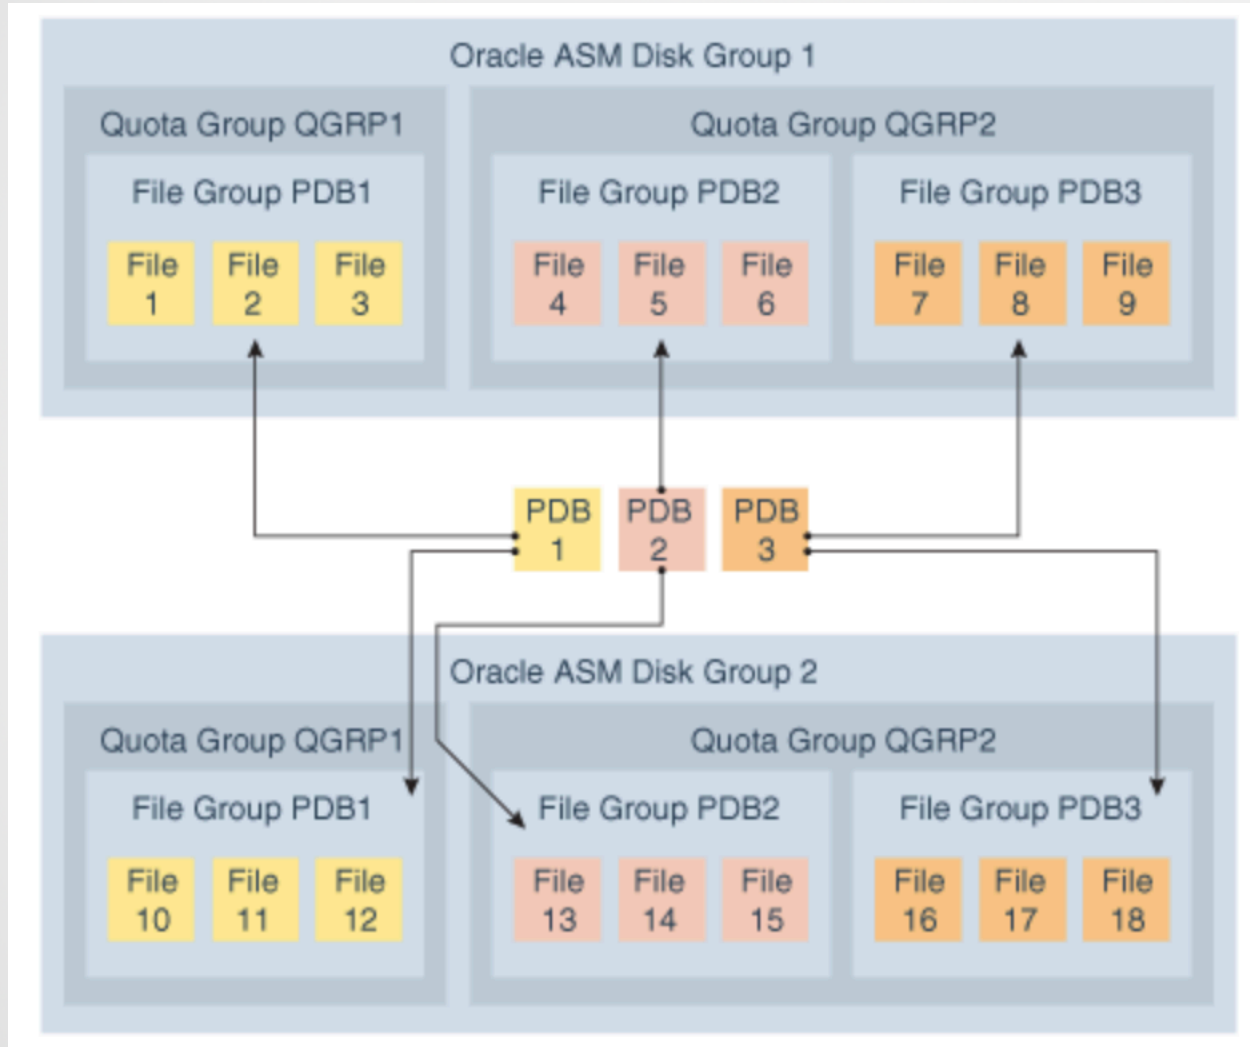 Oracle ASM Disk Group 1
Quota Group QGRP1
Quota Group QGRP2
File Group PDB1
File Group PDB2
File Group PDB3
File
1
File
2
File
3
File
4
File
5
File
6
File
7
File
8
File
9
PDB
1
PDB
2
PDB
3
Oracle ASM Disk Group 2
Quota Group QGRP1
Quota Group QGRP2
File Group PDB1
File Group PDB2
File Group PDB3
File
10
File
11
File
12
File
13
File
14
File
15
File
16
File
17
File
18